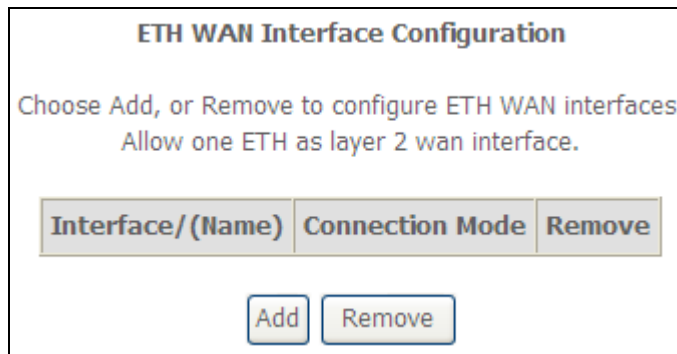 ETH WAN Interface Configuration
Choose Add, or Remove to configure ETH WAN interfaces
Allow one ETH as layer 2 wan interface.
Interface/(Name) Connection Mode Remove
Add Remove